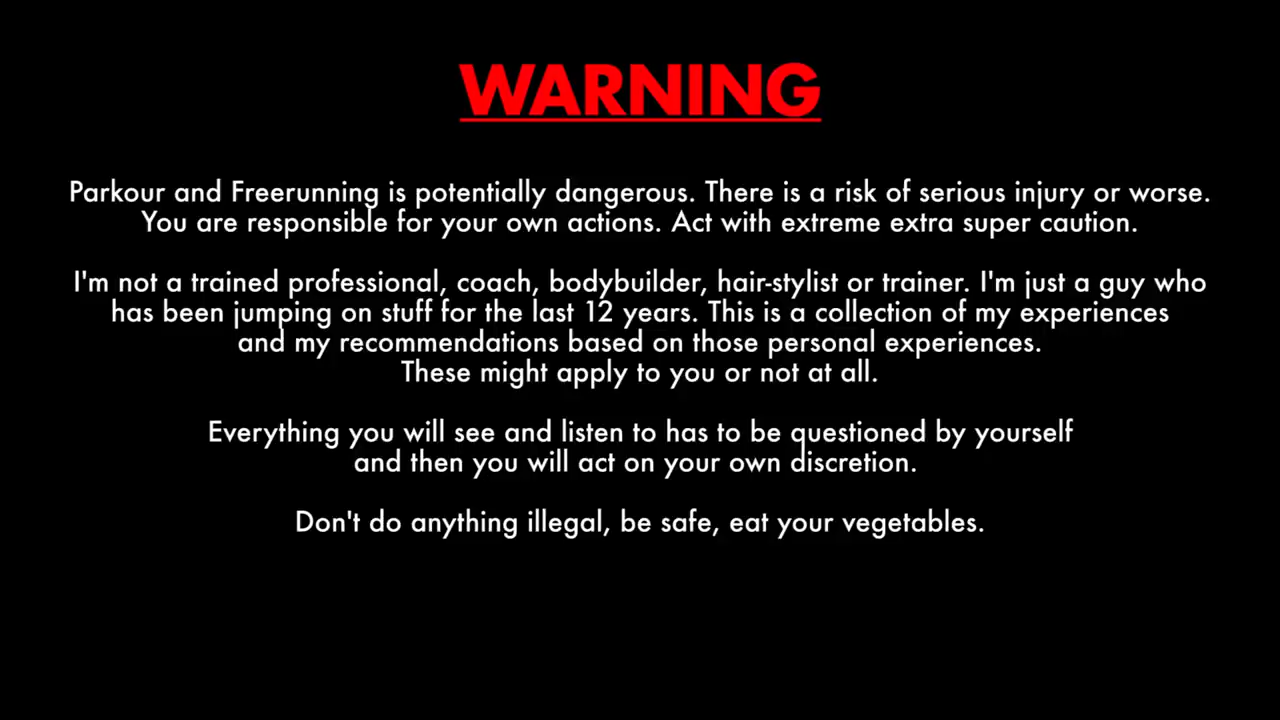 WARNING
Parkour and Freerunning is potentially dangerous. There is a risk of serious injury or worse.
You are responsible for your own actions. Act with extreme extra super caution.
I'm not a trained professional, coach, bodybuilder, hair-stylist or trainer. I'm just a guy who
has been jumping on stuff for the last 12 years. This is a collection of my experiences
and my recommendations based on those personal experiences.
These might apply to you or not at all.
Everything you will see and listen to has to be questioned by yourself
and then you will act on your own discretion.
Don't do anything illegal, be safe, eat your vegetables.